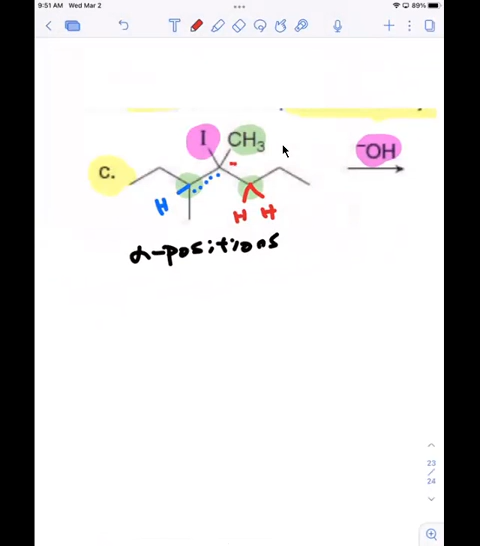 9:51 AM Wed Mar 2
89%
I CH₃
⁻OH
C.
H
H H
α-positions
23
/
24